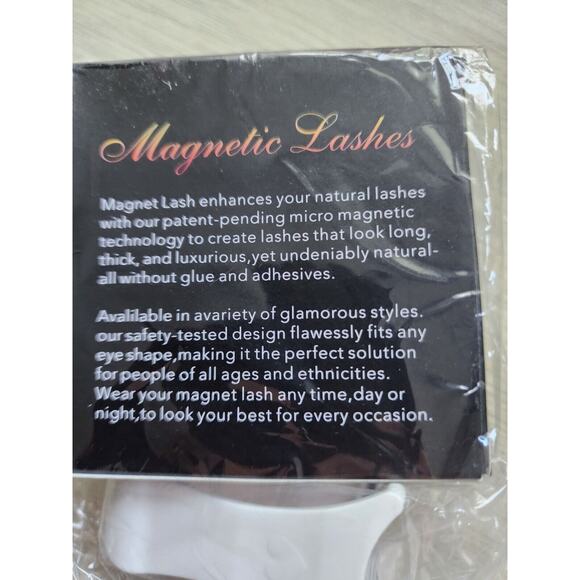 Magnetic Lashes
Magnet Lash enhances your natural lashes
with our patent-pending micro magnetic
technology to create lashes that look long,
thick, and luxurious,yet undeniably natural-
all without glue and adhesives.
Availilable in avariety of glamorous styles.
our safety-tested design flawessly fits any
eye shape,making it the perfect solution
for people of all ages and ethnicities.
Wear your magnet lash any time,day or
night,to look your best for every occasion.